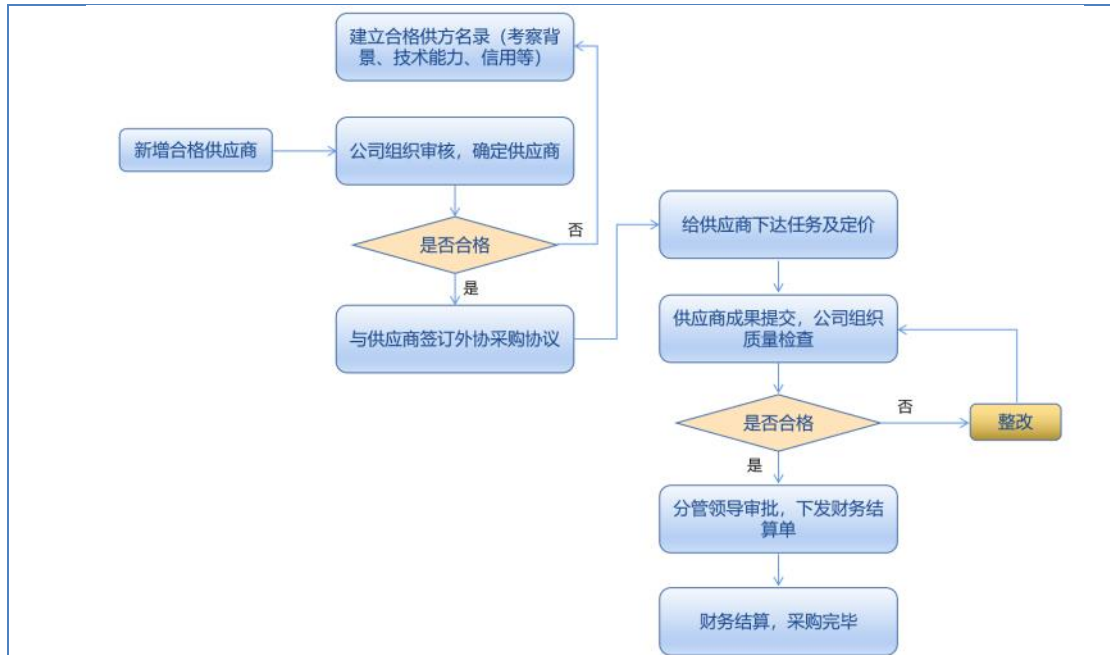 建立合格供方名录（考察背
景、技术能力、信用等）
新增合格供应商
公司组织审核，确定供应商
是否合格
否
是
与供应商签订外协采购协议
给供应商下达任务及定价
供应商成果提交，公司组织
质量检查
是否合格
否
整改
是
分管领导审批，下发财务结
算单
财务结算，采购完毕